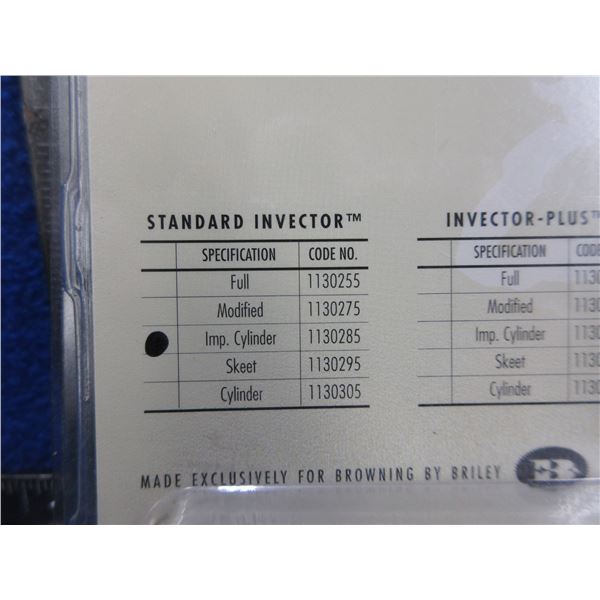 STANDARD INVECTOR™
SPECIFICATION CODE NO.
Full 1130255
Modified 1130275
Imp. Cylinder 1130285
Skeet 1130295
Cylinder 1130305
INVECTOR-PLUS™
SPECIFICATION
Full
Modified
Imp. Cylinder
Skeet
Cylinder
MADE EXCLUSIVELY FOR BROWNING BY BRILEY